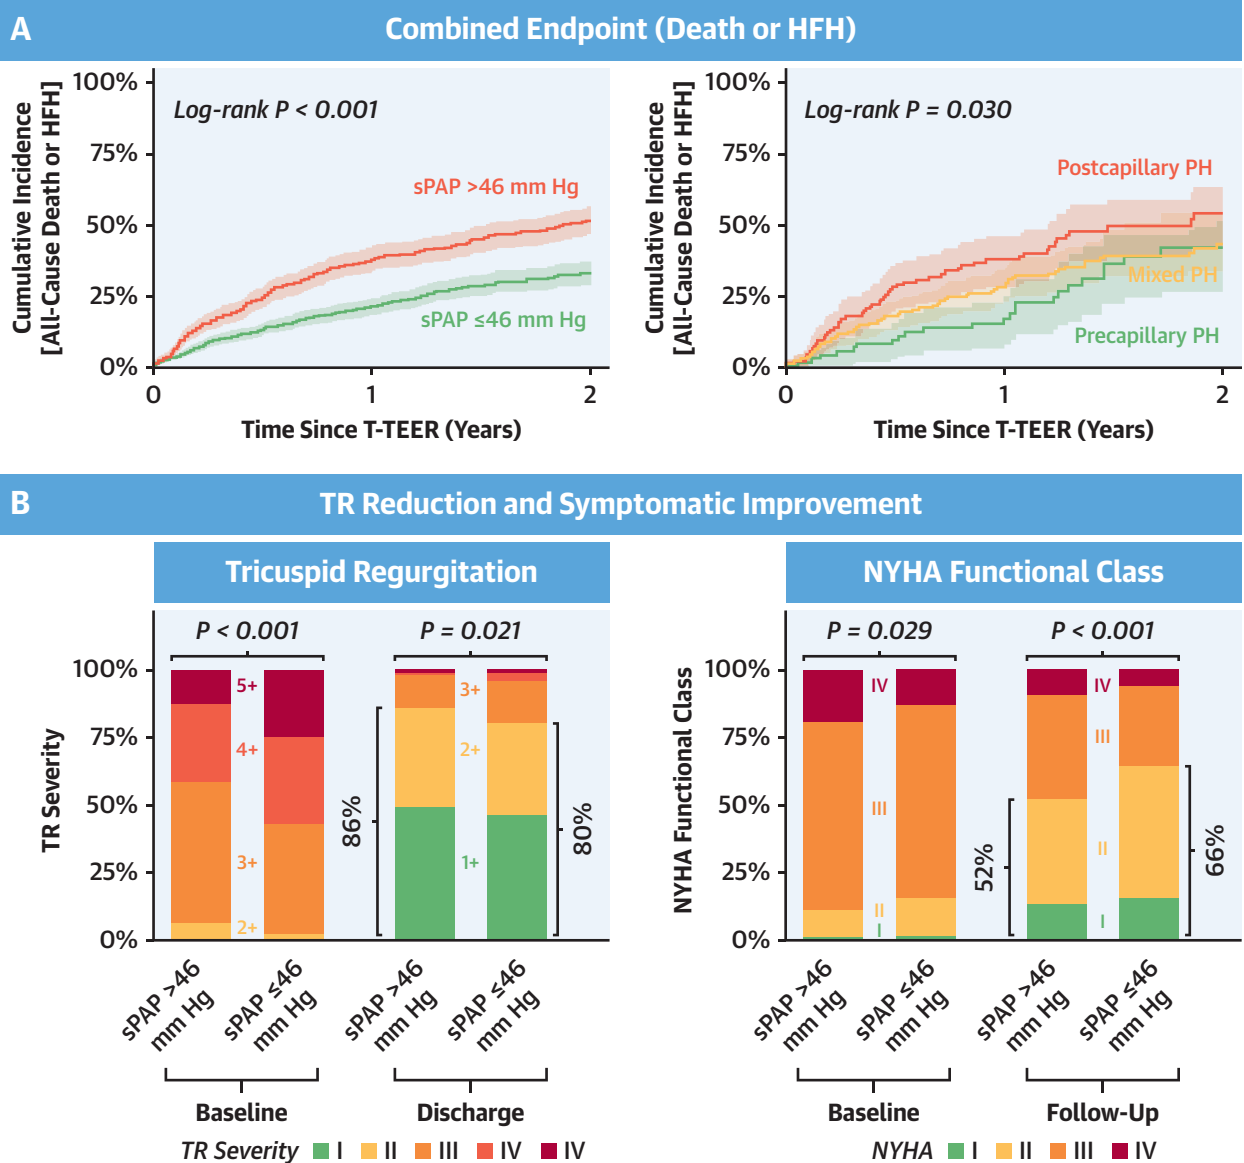 A
Combined Endpoint (Death or HFH)
Cumulative Incidence
[All-Cause Death or HFH]
100%
75%
50%
25%
0%
Log-rank P < 0.001
sPAP >46 mm Hg
sPAP ≤46 mm Hg
0
1
2
Time Since T-TEER (Years)
Cumulative Incidence
[All-Cause Death or HFH]
100%
75%
50%
25%
0%
Log-rank P = 0.030
Postcapillary PH
Mixed PH
Precapillary PH
0
1
2
Time Since T-TEER (Years)
B
TR Reduction and Symptomatic Improvement
Tricuspid Regurgitation
TR Severity
100%
75%
50%
25%
0%
P < 0.001
P = 0.021
5+
4+
3+
2+
3+
2+
1+
86%
80%
sPAP >46
mm Hg
sPAP ≤46
mm Hg
sPAP >46
mm Hg
sPAP ≤46
mm Hg
Baseline
Discharge
TR Severity I II III IV IV
NYHA Functional Class
NYHA Functional Class
100%
75%
50%
25%
0%
P = 0.029
P < 0.001
IV
III
II
I
IV
III
II
I
52%
66%
sPAP >46
mm Hg
sPAP ≤46
mm Hg
sPAP >46
mm Hg
sPAP ≤46
mm Hg
Baseline
Follow-Up
NYHA I II III IV